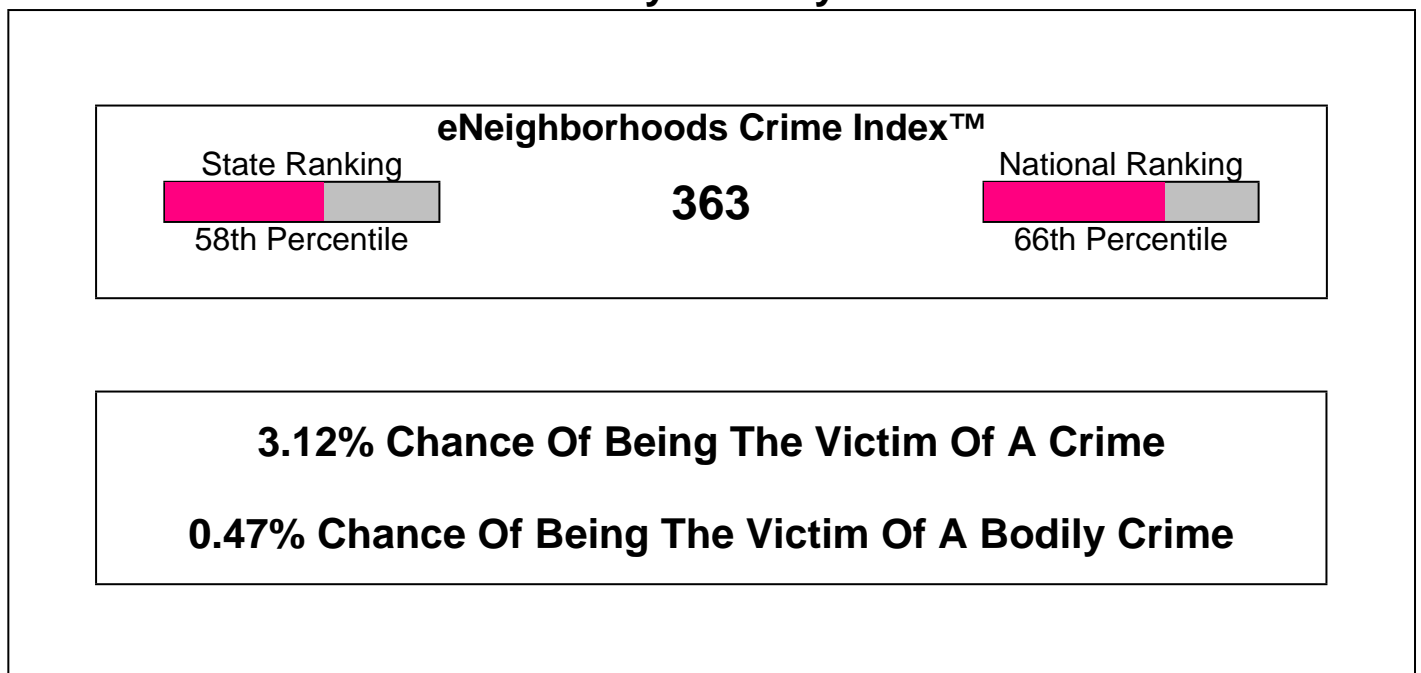 eNeighborhoods Crime Index™
State Ranking
363
National Ranking
58th Percentile
66th Percentile
3.12% Chance Of Being The Victim Of A Crime
0.47% Chance Of Being The Victim Of A Bodily Crime